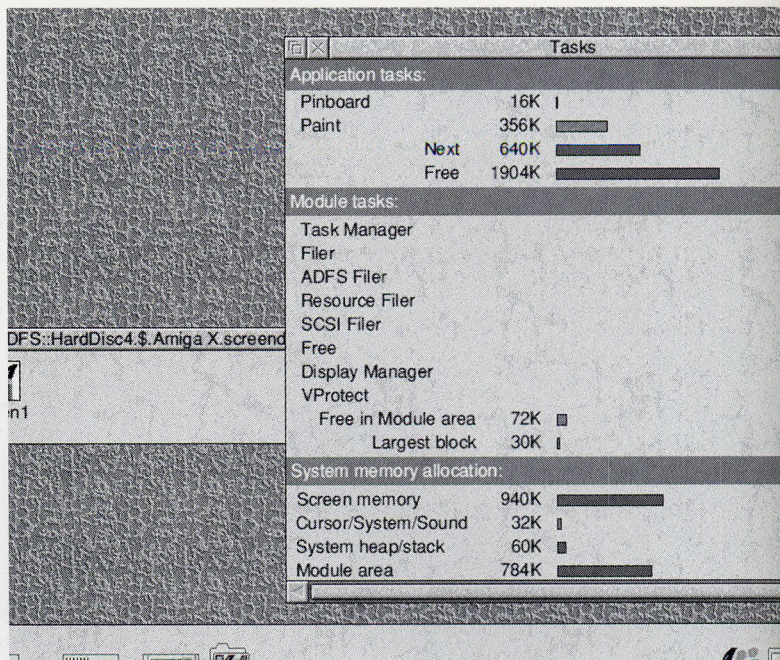 Tasks
Application tasks:
Pinboard 16K
Paint 356K
Next 640K
Free 1904K
Module tasks:
Task Manager
Filer
ADFS Filer
Resource Filer
SCSI Filer
Free
Display Manager
VProtect
Free in Module area 72K
Largest block 30K
System memory allocation:
Screen memory 940K
Cursor/System/Sound 32K
System heap/stack 60K
Module area 784K
DFS::HardDisc4.$.Amiga X.screend
en1